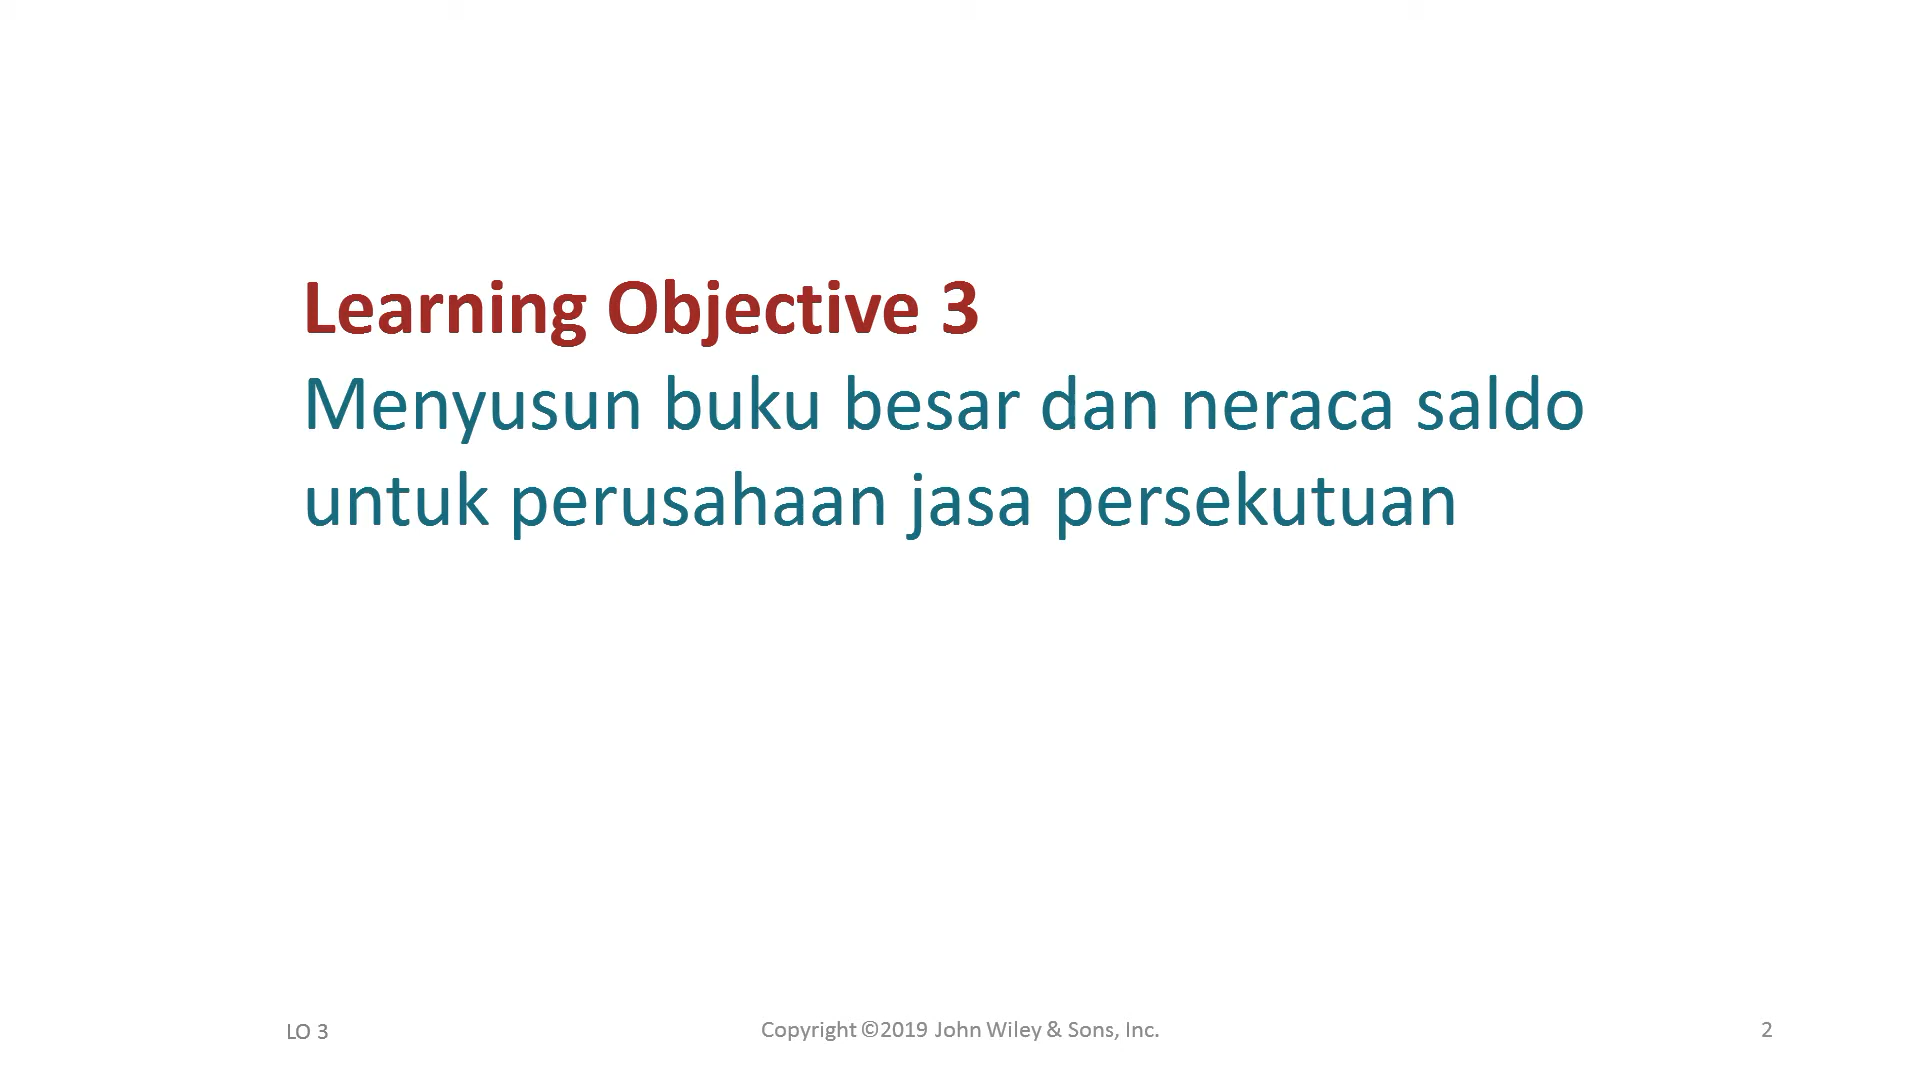 Learning Objective 3
Menyusun buku besar dan neraca saldo
untuk perusahaan jasa persekutuan
LO 3
Copyright ©2019 John Wiley & Sons, Inc.
2